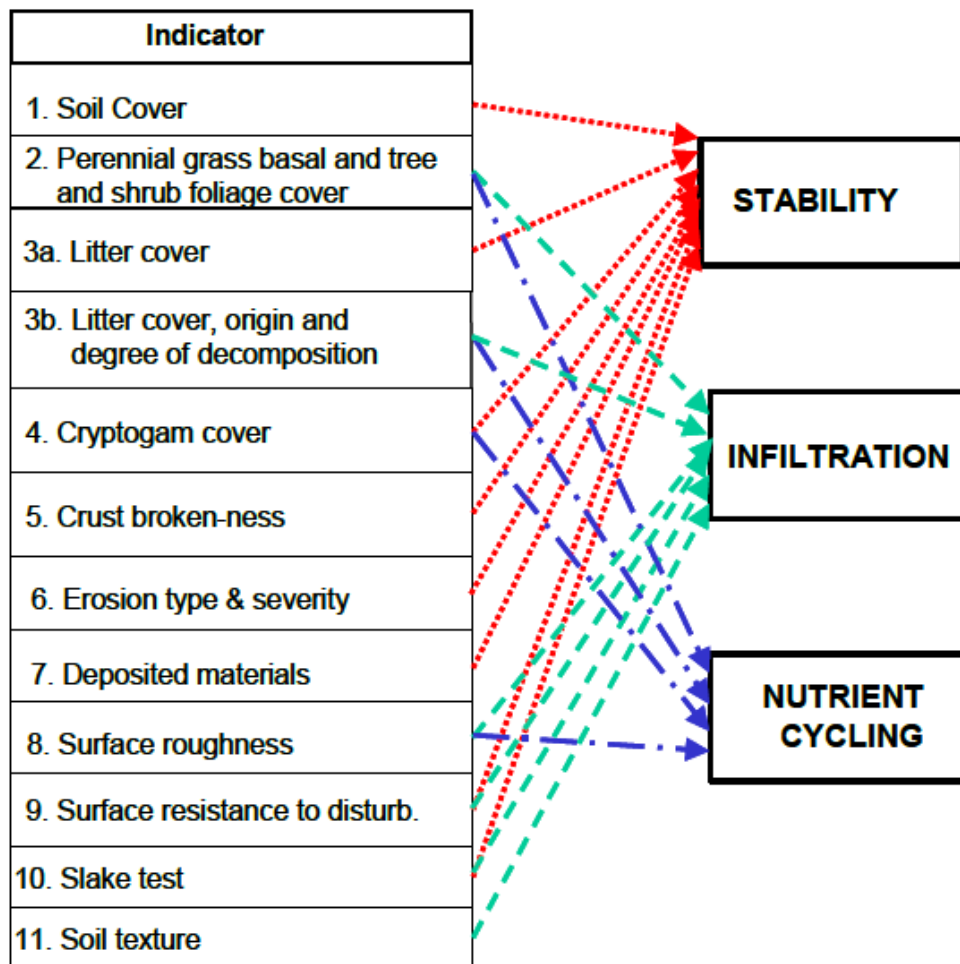 Indicator
1. Soil Cover
2. Perennial grass basal and tree
and shrub foliage cover
3a. Litter cover
3b. Litter cover, origin and
degree of decomposition
4. Cryptogam cover
5. Crust broken-ness
6. Erosion type & severity
7. Deposited materials
8. Surface roughness
9. Surface resistance to disturb.
10. Slake test
11. Soil texture
STABILITY
INFILTRATION
NUTRIENT
CYCLING